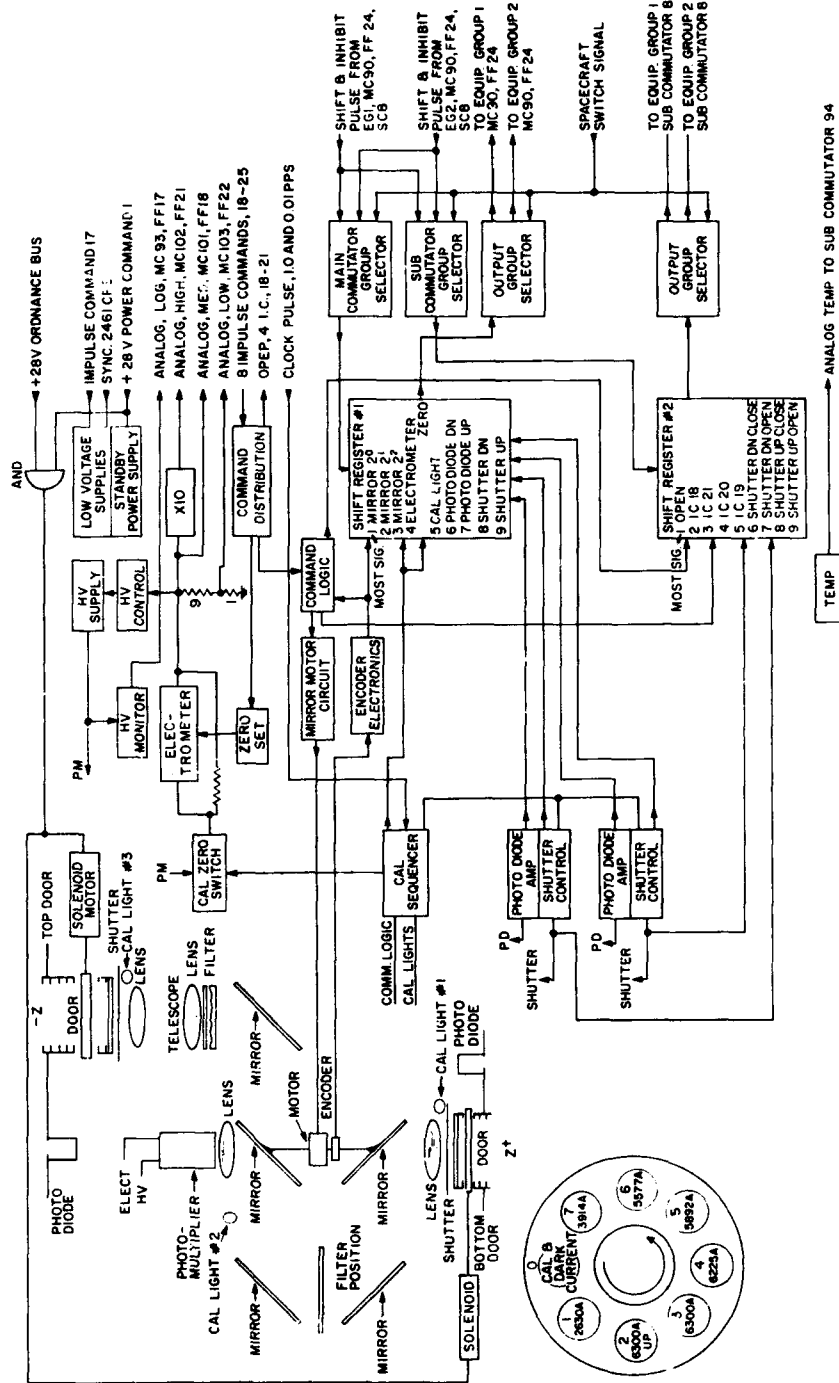 -Z
TOP DOOR
DOOR
SOLENOID
MOTOR
SHUTTER
CAL LIGHT #3
LENS
PHOTO
DIODE
ELECT
HV
PHOTO-
MULTIPLIER
CAL LIGHT #2
LENS
TELESCOPE
LENS
FILTER
MIRROR
MIRROR
MOTOR
ENCODER
MIRROR
MIRROR
FILTER
POSITION
MIRROR
LENS
SHUTTER
BOTTOM
DOOR
CAL LIGHT #1
PHOTO
DIODE
DOOR
Z+
SOLENOID
0
CAL &
DARK
CURRENT
1
2630A
2
6300A
UP
3
6300A
4
6225A
5
5892A
6
5577A
7
3914A
AND
+28V ORDNANCE BUS
LOW VOLTAGE
SUPPLIES
STANDBY
POWER SUPPLY
IMPULSE COMMAND 17
SYNC. 2461 CPS
+28 V POWER COMMAND 1
PM
HV
SUPPLY
HV
MONITOR
HV
CONTROL
X10
ANALOG, LOG, MC 93, FF17
ANALOG, HIGH, MC102, FF21
ANALOG, MED. MC101, FF18
ANALOG, LOW, MC103, FF22
8 IMPULSE COMMANDS, 18-25
OPEP, 4 I.C., 18-21
CLOCK PULSE, 1.0 AND 0.01 PPS
9
1
COMMAND
DISTRIBUTION
ELEC-
TROMETER
ZERO
SET
PM
CAL ZERO
SWITCH
MIRROR MOTOR
CIRCUIT
COMMAND
LOGIC
ENCODER
ELECTRONICS
CAL
SEQUENCER
COMM. LOGIC
CAL LIGHTS
PHOTO DIODE
AMP
SHUTTER
CONTROL
PD
SHUTTER
PHOTO DIODE
AMP
SHUTTER
CONTROL
PD
SHUTTER
MOST SIG.
SHIFT REGISTER #1
1 MIRROR 2⁰
2 MIRROR 2¹
3 MIRROR 2²
4 ELECTROMETER
ZERO
5 CAL LIGHT
6 PHOTO DIODE DN
7 PHOTO DIODE UP
8 SHUTTER DN
9 SHUTTER UP
MAIN
COMMUTATOR
GROUP
SELECTOR
SUB
COMMUTATOR
GROUP
SELECTOR
OUTPUT
GROUP
SELECTOR
SHIFT & INHIBIT
PULSE FROM
EG1, MC90, FF 24,
SC8
SHIFT & INHIBIT
PULSE FROM
EG2, MC90, FF 24,
SC8
TO EQUIP. GROUP 1
MC90, FF24
TO EQUIP. GROUP 2
MC90, FF24
SPACECRAFT
SWITCH SIGNAL
OUTPUT
GROUP
SELECTOR
TO EQUIP. GROUP 1
SUB COMMUTATOR 8
TO EQUIP. GROUP 2
SUB COMMUTATOR 8
MOST SIG.
SHIFT REGISTER #2
1 OPEN
2 IC 18
3 IC 21
4 IC 20
5 IC 19
6 SHUTTER DN CLOSE
7 SHUTTER DN OPEN
8 SHUTTER UP CLOSE
9 SHUTTER UP OPEN
TEMP
ANALOG TEMP TO SUB COMMUTATOR 94